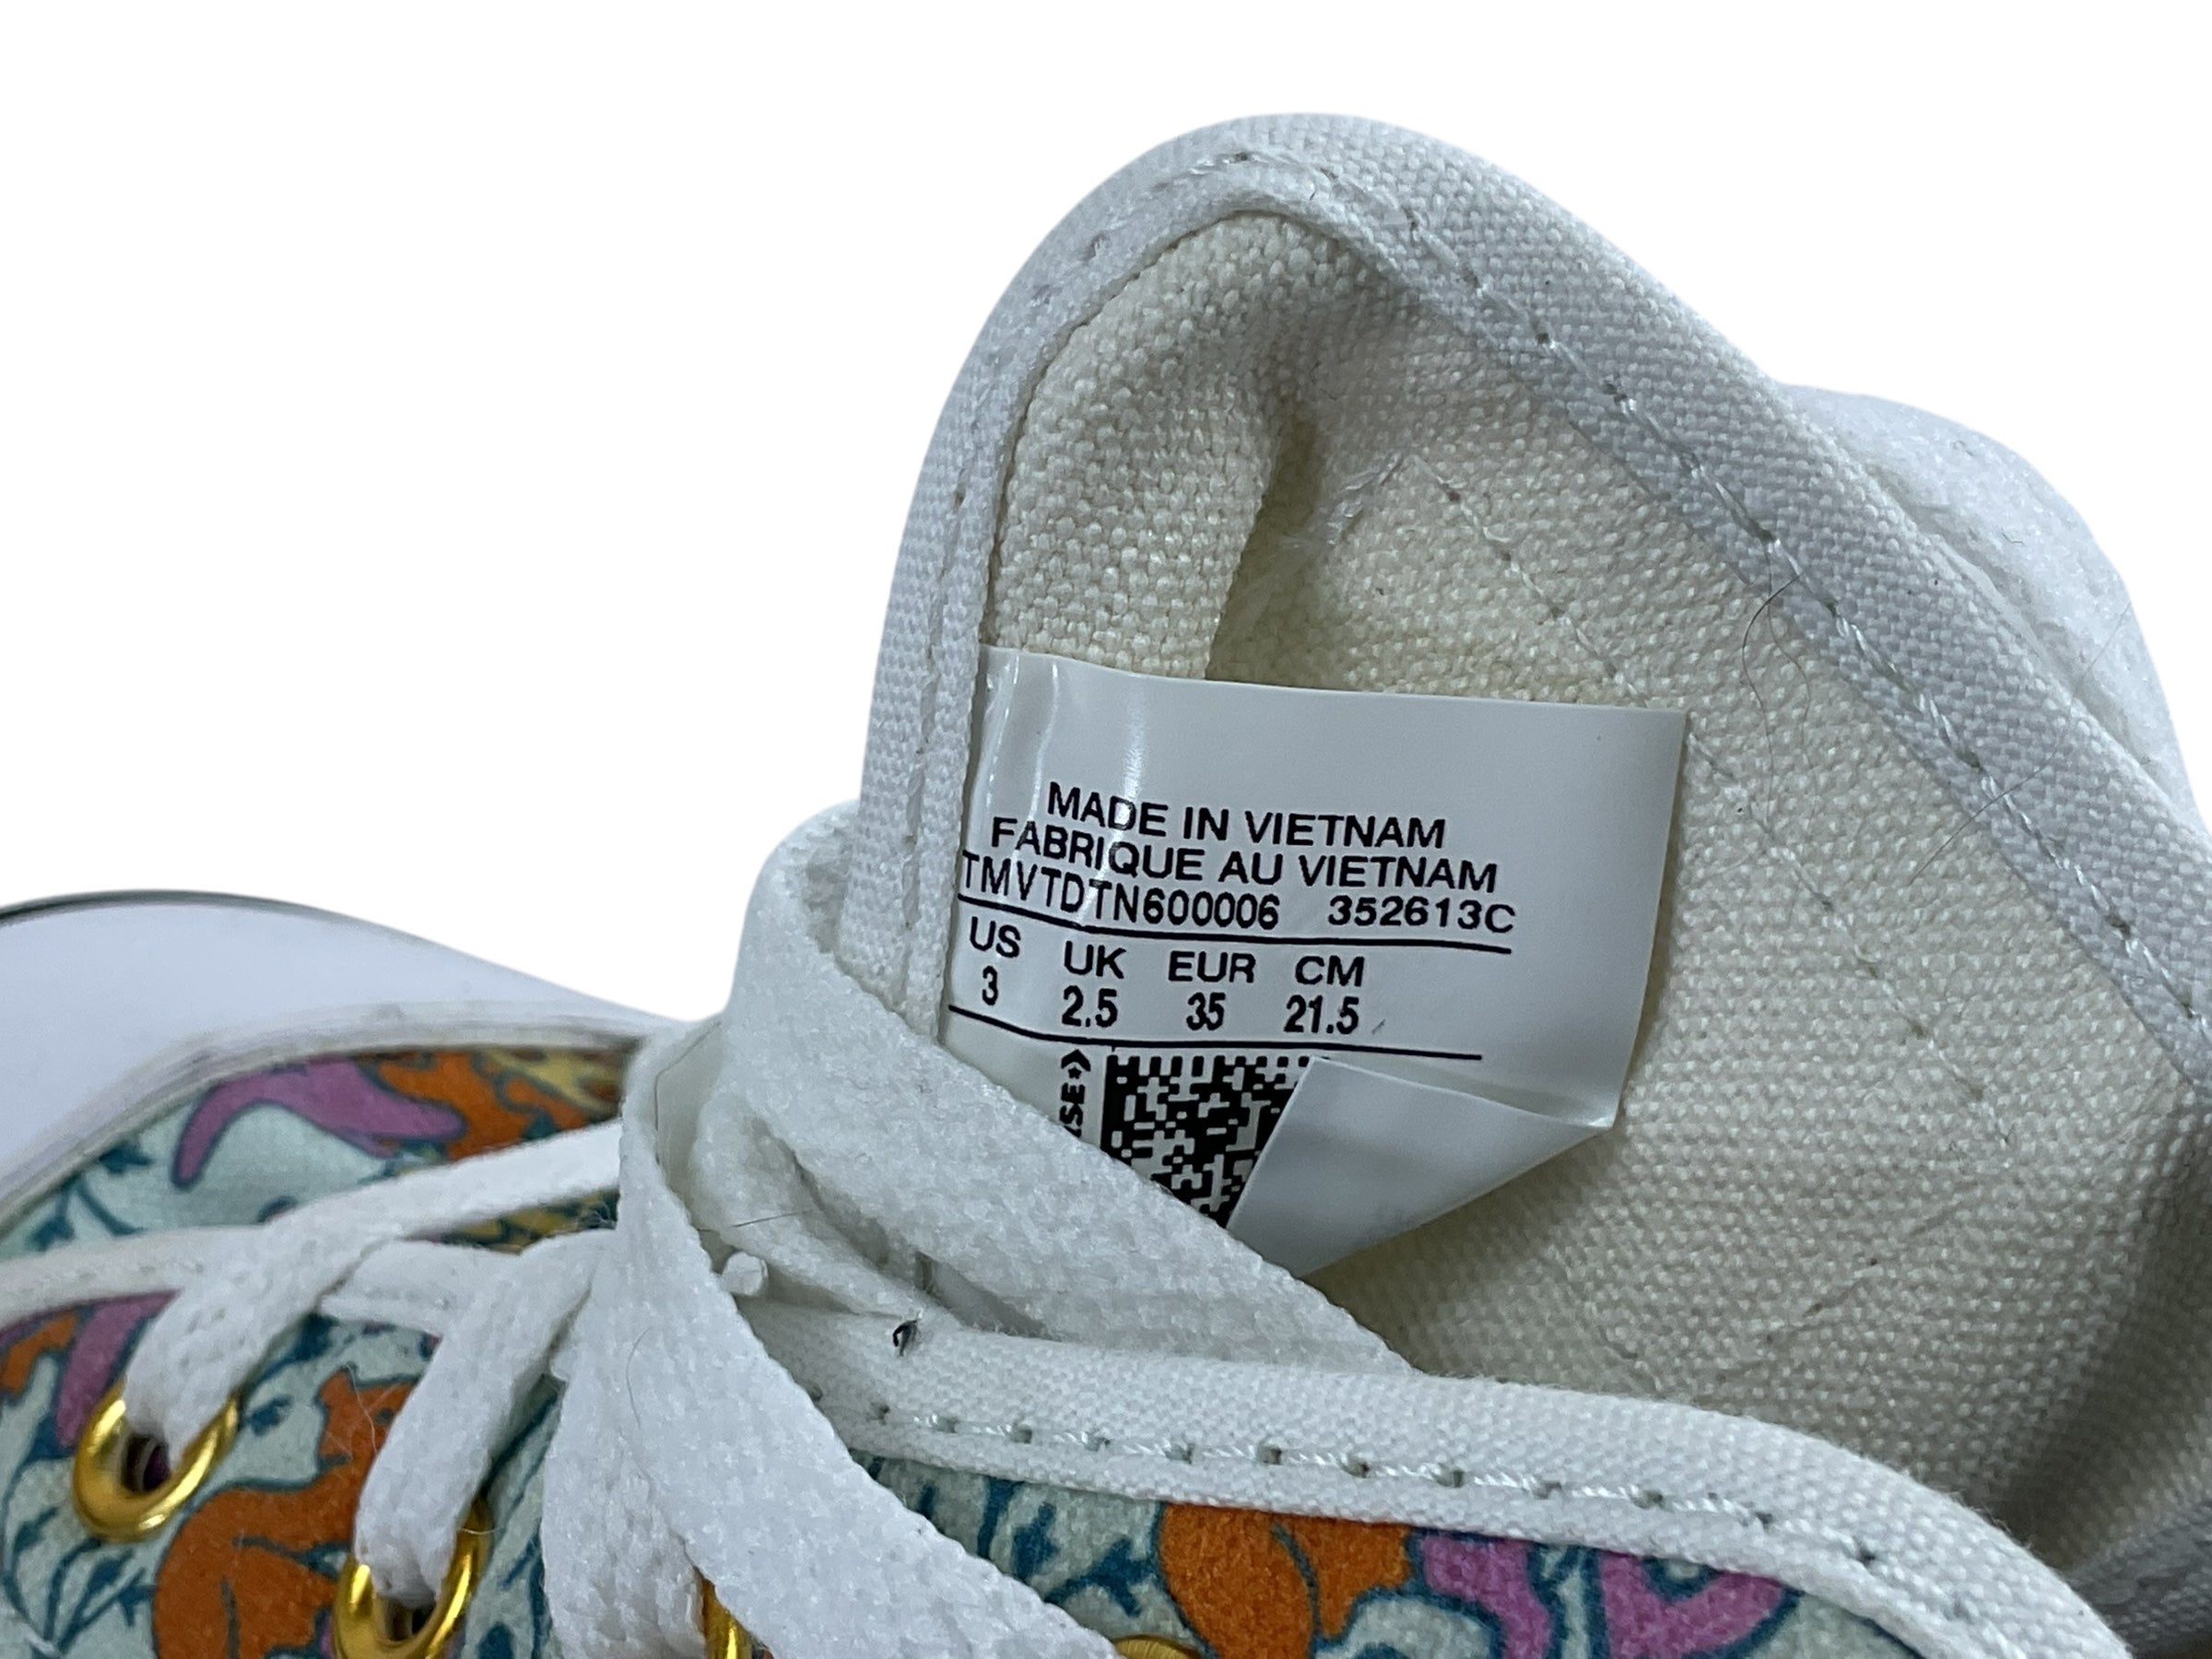 MADE IN VIETNAM
FABRIQUE AU VIETNAM
TMVTDTN600006 352613C
US UK EUR CM
3 2.5 35 21.5